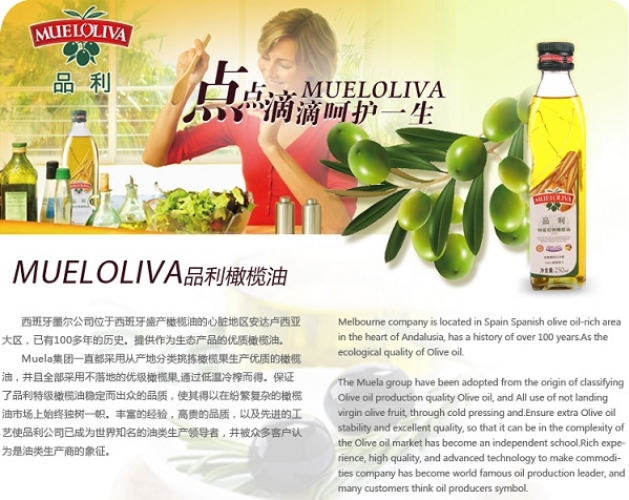 MUELOLIVA
品利
点点滴滴呵护一生
MUELOLIVA
MUELOLIVA
品利
净含量:250ml
MUELOLIVA品利橄榄油
西班牙墨尔公司位于西班牙盛产橄榄油的心脏地区安达卢西亚
大区，已有100多年的历史。提供作为生态产品的优质橄榄油。
Muela集团一直都采用从产地分类挑拣橄榄果生产优质的橄榄
油，并且全部采用不落地的优级橄榄果,通过低温冷榨而得。保证
了品利特级橄榄油稳定而出众的品质，使其得以在纷繁复杂的橄榄
油市场上始终独树一帜。丰富的经验，高贵的品质，以及先进的工
艺使品利公司已成为世界知名的油类生产领导者，并被众多客户认
为是油类生产商的象征。
Melbourne company is located in Spain Spanish olive oil-rich area
in the heart of Andalusia, has a history of over 100 years.As the
ecological quality of Olive oil.
The Muela group have been adopted from the origin of classifying
Olive oil production quality Olive oil, and All use of not landing
virgin olive fruit, through cold pressing and.Ensure extra Olive oil
stability and excellent quality, so that it can be in the complexity of
the Olive oil market has become an independent school.Rich expe-
rience, high quality, and advanced technology to make commodi-
ties company has become world famous oil production leader, and
many customers think oil producers symbol.